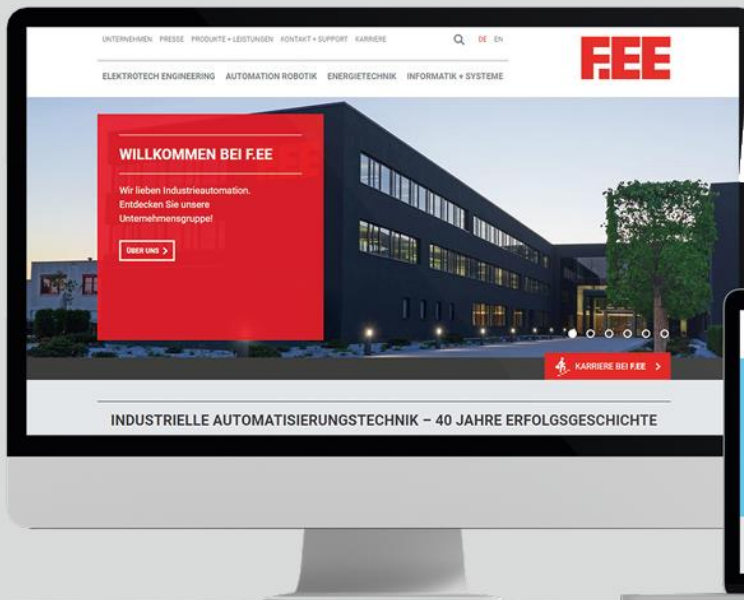 UNTERNEHMEN PRESSE PRODUKTE + LEISTUNGEN KONTAKT + SUPPORT KARRIERE DE EN
F.EE
ELEKTROTECH ENGINEERING AUTOMATION ROBOTIK ENERGIETECHNIK INFORMATIK + SYSTEME
WILLKOMMEN BEI F.EE
Wir lieben Industrieautomation.
Entdecken Sie unsere
Unternehmensgruppe!
ÜBER UNS >
KARRIERE BEI F.EE >
INDUSTRIELLE AUTOMATISIERUNGSTECHNIK – 40 JAHRE ERFOLGSGESCHICHTE